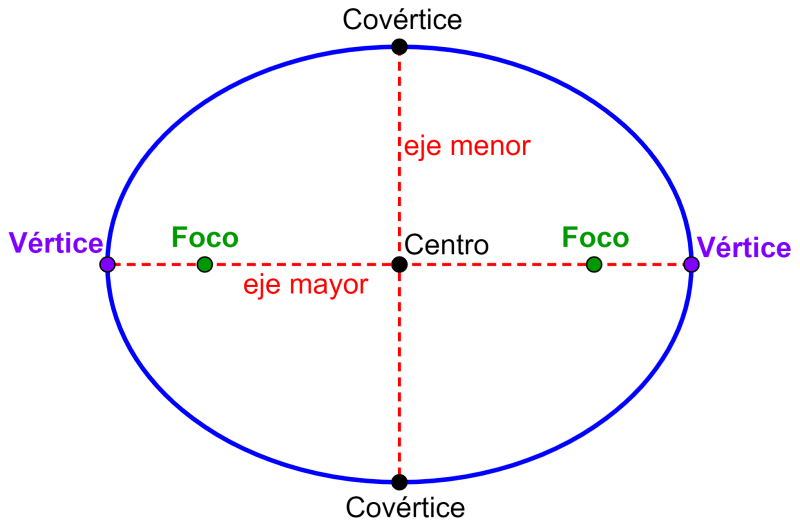 Covértice
eje menor
Vértice
Foco
Centro
Foco
Vértice
eje mayor
Covértice